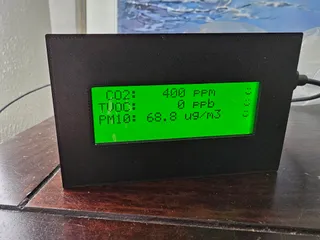 CO2: 400 ppm :)
TVOC: 0 ppb :)
PM10: 68.8 ug/m3 :)